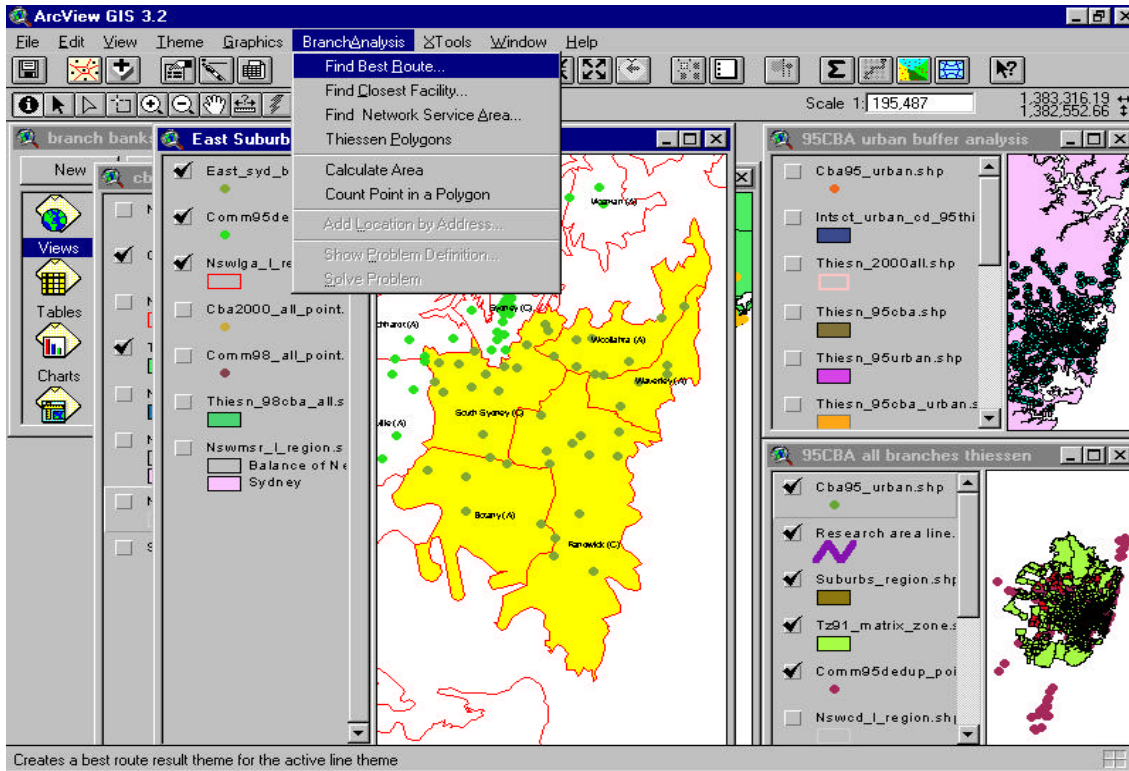 ArcView GIS 3.2
File Edit View Theme Graphics BranchAnalysis XTools Window Help
Find Best Route...
Find Closest Facility...
Find Network Service Area...
Thiessen Polygons
Calculate Area
Count Point in a Polygon
Add Location by Address...
Show Problem Definition...
Solve Problem
Scale 1: 195,487
1,383,316.19
1,382,552.66
branch banks
New
Views
Tables
Charts
cb
East Suburb
East_syd_b
Comm95de
Nswlga_l_re
Cba2000_all_point.
Comm98_all_point.
Thiesn_98cba_all.s
Nswmsr_l_region.s
Balance of Ne
Sydney
Mosman (A)
Sydney (C)
Woollahra (A)
Waverley (A)
South Sydney (C)
Botany (A)
Randwick (C)
95CBA urban buffer analysis
Cba95_urban.shp
Intsct_urban_cd_95thi
Thiesn_2000all.shp
Thiesn_95cba.shp
Thiesn_95urban.shp
Thiesn_95cba_urban.s
95CBA all branches thiessen
Cba95_urban.shp
Research area line.
Suburbs_region.shp
Tz91_matrix_zone.s
Comm95dedup_poi
Nswcd_l_region.shp
Creates a best route result theme for the active line theme